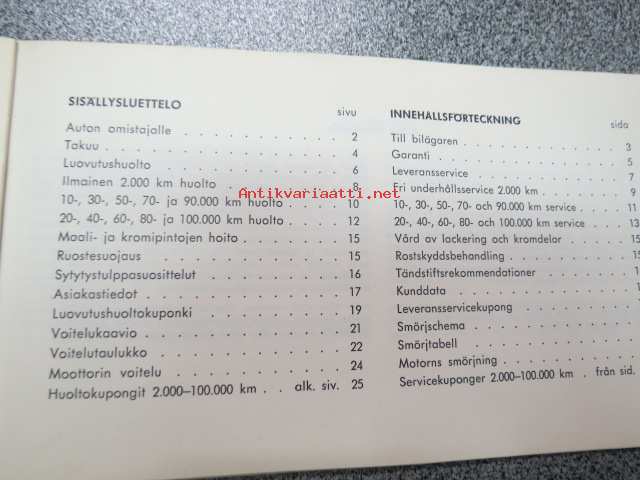 SISÄLLYSLUETTELO
sivu
Auton omistajalle . . . . . . . . . 2
Takuu . . . . . . . . . . . . . 4
Luovutushuolto . . . . . . . . . . 6
Ilmainen 2.000 km huolto . . . . . . 8
10-, 30-, 50-, 70- ja 90.000 km huolto . 10
20-, 40-, 60-, 80- ja 100.000 km huolto . 12
Maali- ja kromipintojen hoito . . . . . 15
Ruostesuojaus . . . . . . . . . . 15
Sytytystulppasuosittelut . . . . . . . 16
Asiakastiedot . . . . . . . . . . . 17
Luovutushuoltokuponki . . . . . . . 19
Voitelukaavio . . . . . . . . . . . 21
Voitelutaulukko . . . . . . . . . . 22
Moottorin voitelu . . . . . . . . . 24
Huoltokupongit 2.000–100.000 km . . alk. siv. 25
INNEHÅLLSFÖRTECKNING
sida
Till bilägaren . . . . . . . . . . 3
Garanti . . . . . . . . . . . . 5
Leveransservice . . . . . . . . . 7
Fri underhållsservice 2.000 km . . . . 9
10-, 30-, 50-, 70- och 90.000 km service . . 11
20-, 40-, 60-, 80- och 100.000 km service . . 13
Vård av lackering och kromdelar . . . . 15
Rostskyddsbehandling . . . . . . . 15
Tändstiftsrekommendationer . . . . .
Kunddata . . . . . . . . . . .
Leveransservicekupong . . . . . . .
Smörjschema . . . . . . . . . .
Smörjtabell . . . . . . . . . . .
Motorns smörjning . . . . . . . .
Servicekuponger 2.000–100.000 km . . från sid.
Antikvariaatti.net